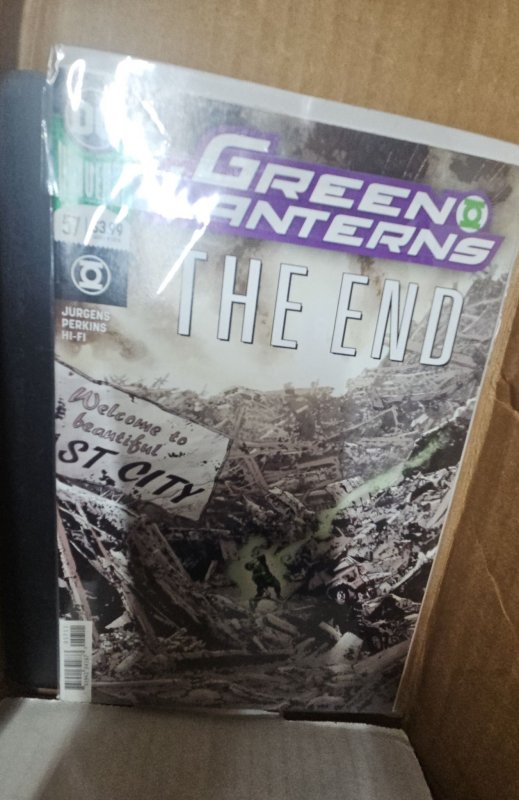 GREEN
LANTERNS
57
$3.99
THE END
JURGENS
PERKINS
HI-FI
Welcome to
beautiful
ST CITY